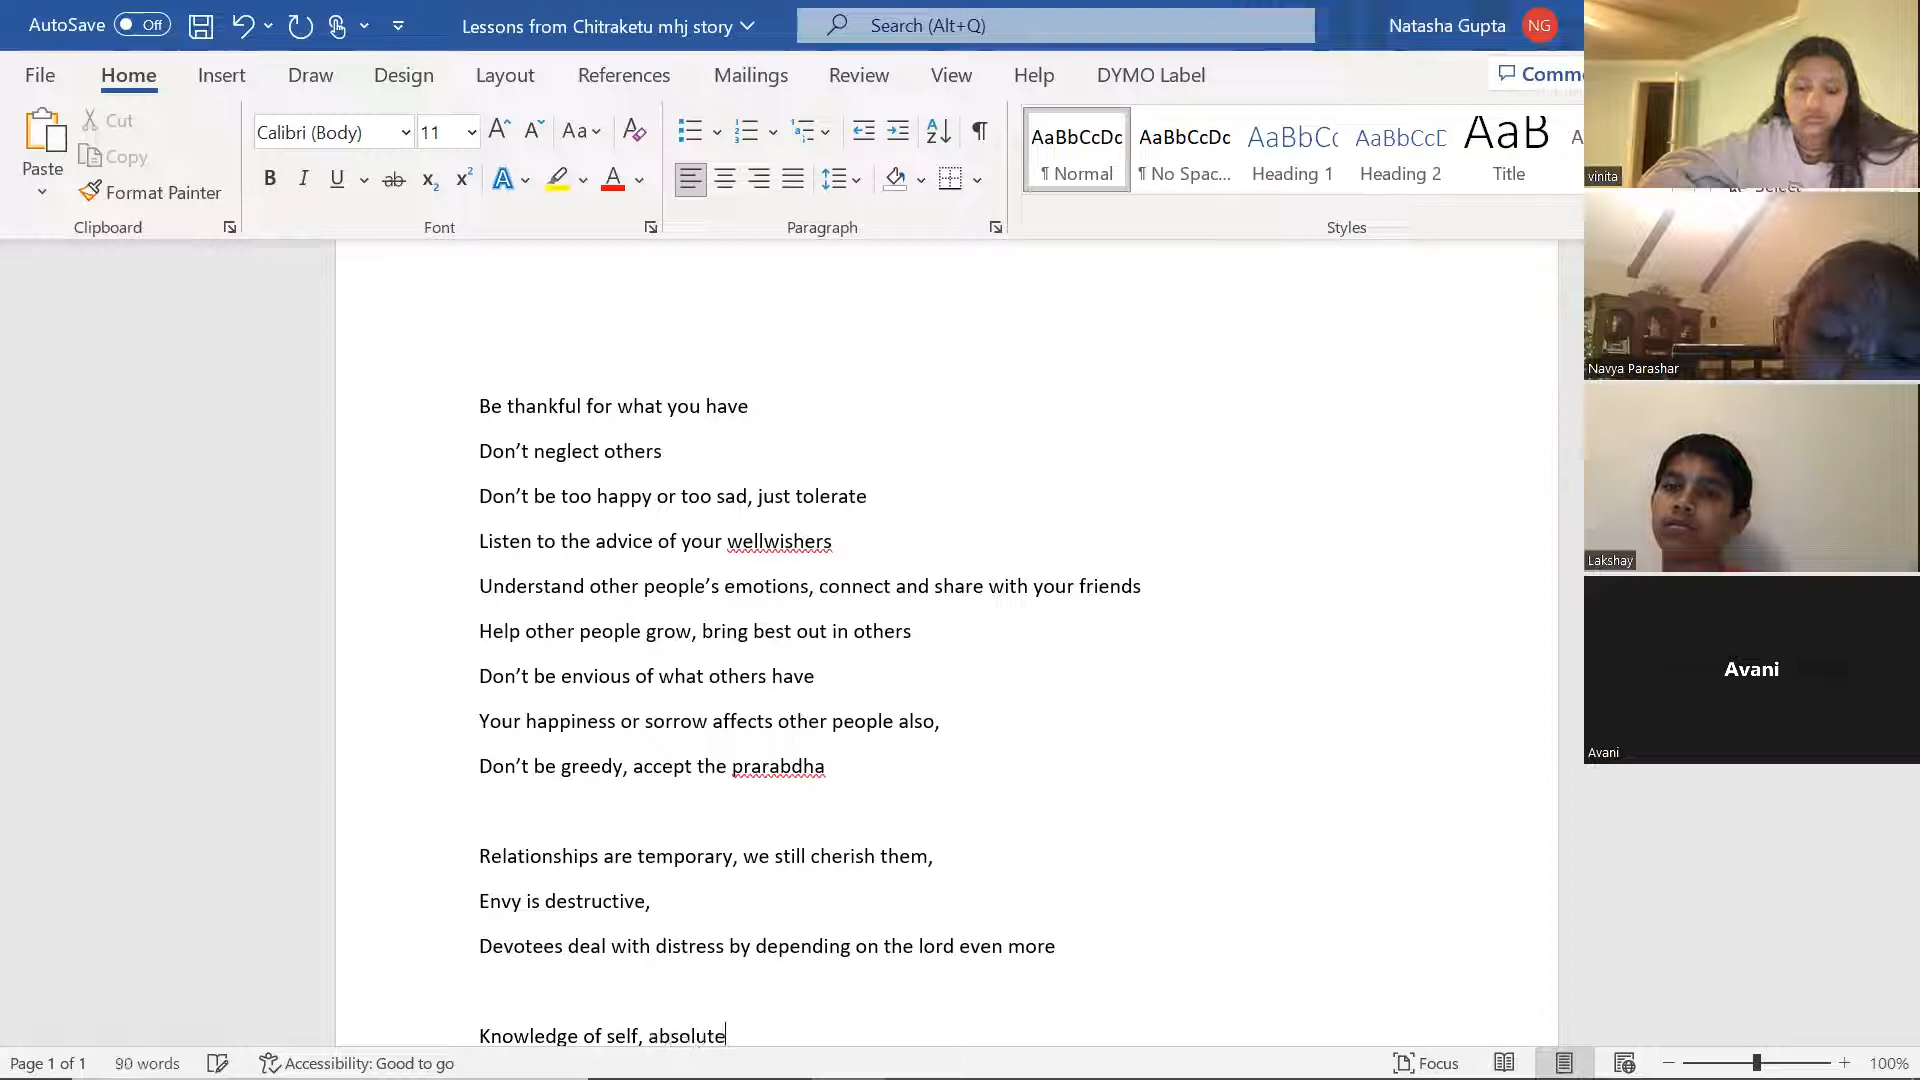 AutoSave Off Lessons from Chitraketu mhj story Search (Alt+Q) Natasha Gupta NG
File Home Insert Draw Design Layout References Mailings Review View Help DYMO Label Comme
Paste Cut Copy Format Painter Clipboard
Calibri (Body) 11 Aa Font
Paragraph
AaBbCcDc AaBbCcDc AaBbCc AaBbCcD AaB
¶ Normal ¶ No Spac... Heading 1 Heading 2 Title
Styles
Select
vinita
Navya Parashar
Lakshay
Avani
Avani
Be thankful for what you have
Don’t neglect others
Don’t be too happy or too sad, just tolerate
Listen to the advice of your wellwishers
Understand other people’s emotions, connect and share with your friends
Help other people grow, bring best out in others
Don’t be envious of what others have
Your happiness or sorrow affects other people also,
Don’t be greedy, accept the prarabdha
Relationships are temporary, we still cherish them,
Envy is destructive,
Devotees deal with distress by depending on the lord even more
Knowledge of self, absolute
Page 1 of 1 90 words Accessibility: Good to go Focus 100%